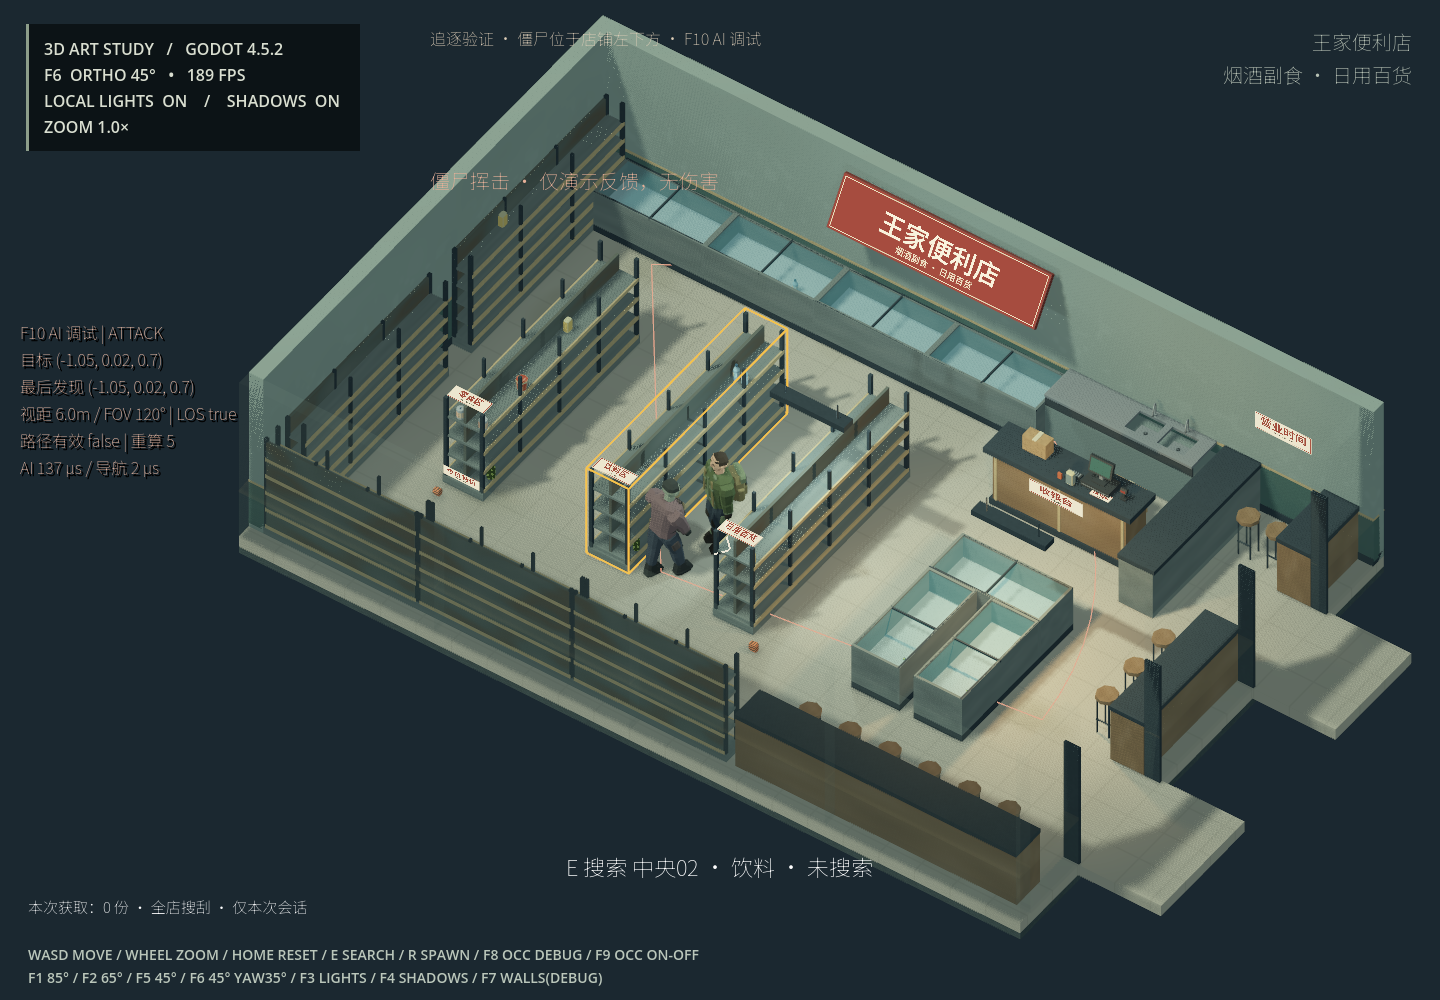 3D ART STUDY / GODOT 4.5.2
F6 ORTHO 45° • 189 FPS
LOCAL LIGHTS ON / SHADOWS ON
ZOOM 1.0×
追逐验证 · 僵尸位于店铺左下方 · F10 AI 调试
王家便利店
烟酒副食 · 日用百货
僵尸挥击 · 仅演示反馈，无伤害
王家便利店
烟酒副食 · 日用百货
F10 AI 调试 | ATTACK
目标 (-1.05, 0.02, 0.7)
最后发现 (-1.05, 0.02, 0.7)
视距 6.0m / FOV 120° | LOS true
路径有效 false | 重算 5
AI 137 µs / 导航 2 µs
营业时间
零食区
饮料区
收银台
日用百货
E 搜索 中央02 · 饮料 · 未搜索
本次获取：0 份 · 全店搜刮 · 仅本次会话
WASD MOVE / WHEEL ZOOM / HOME RESET / E SEARCH / R SPAWN / F8 OCC DEBUG / F9 OCC ON-OFF
F1 85° / F2 65° / F5 45° / F6 45° YAW35° / F3 LIGHTS / F4 SHADOWS / F7 WALLS(DEBUG)